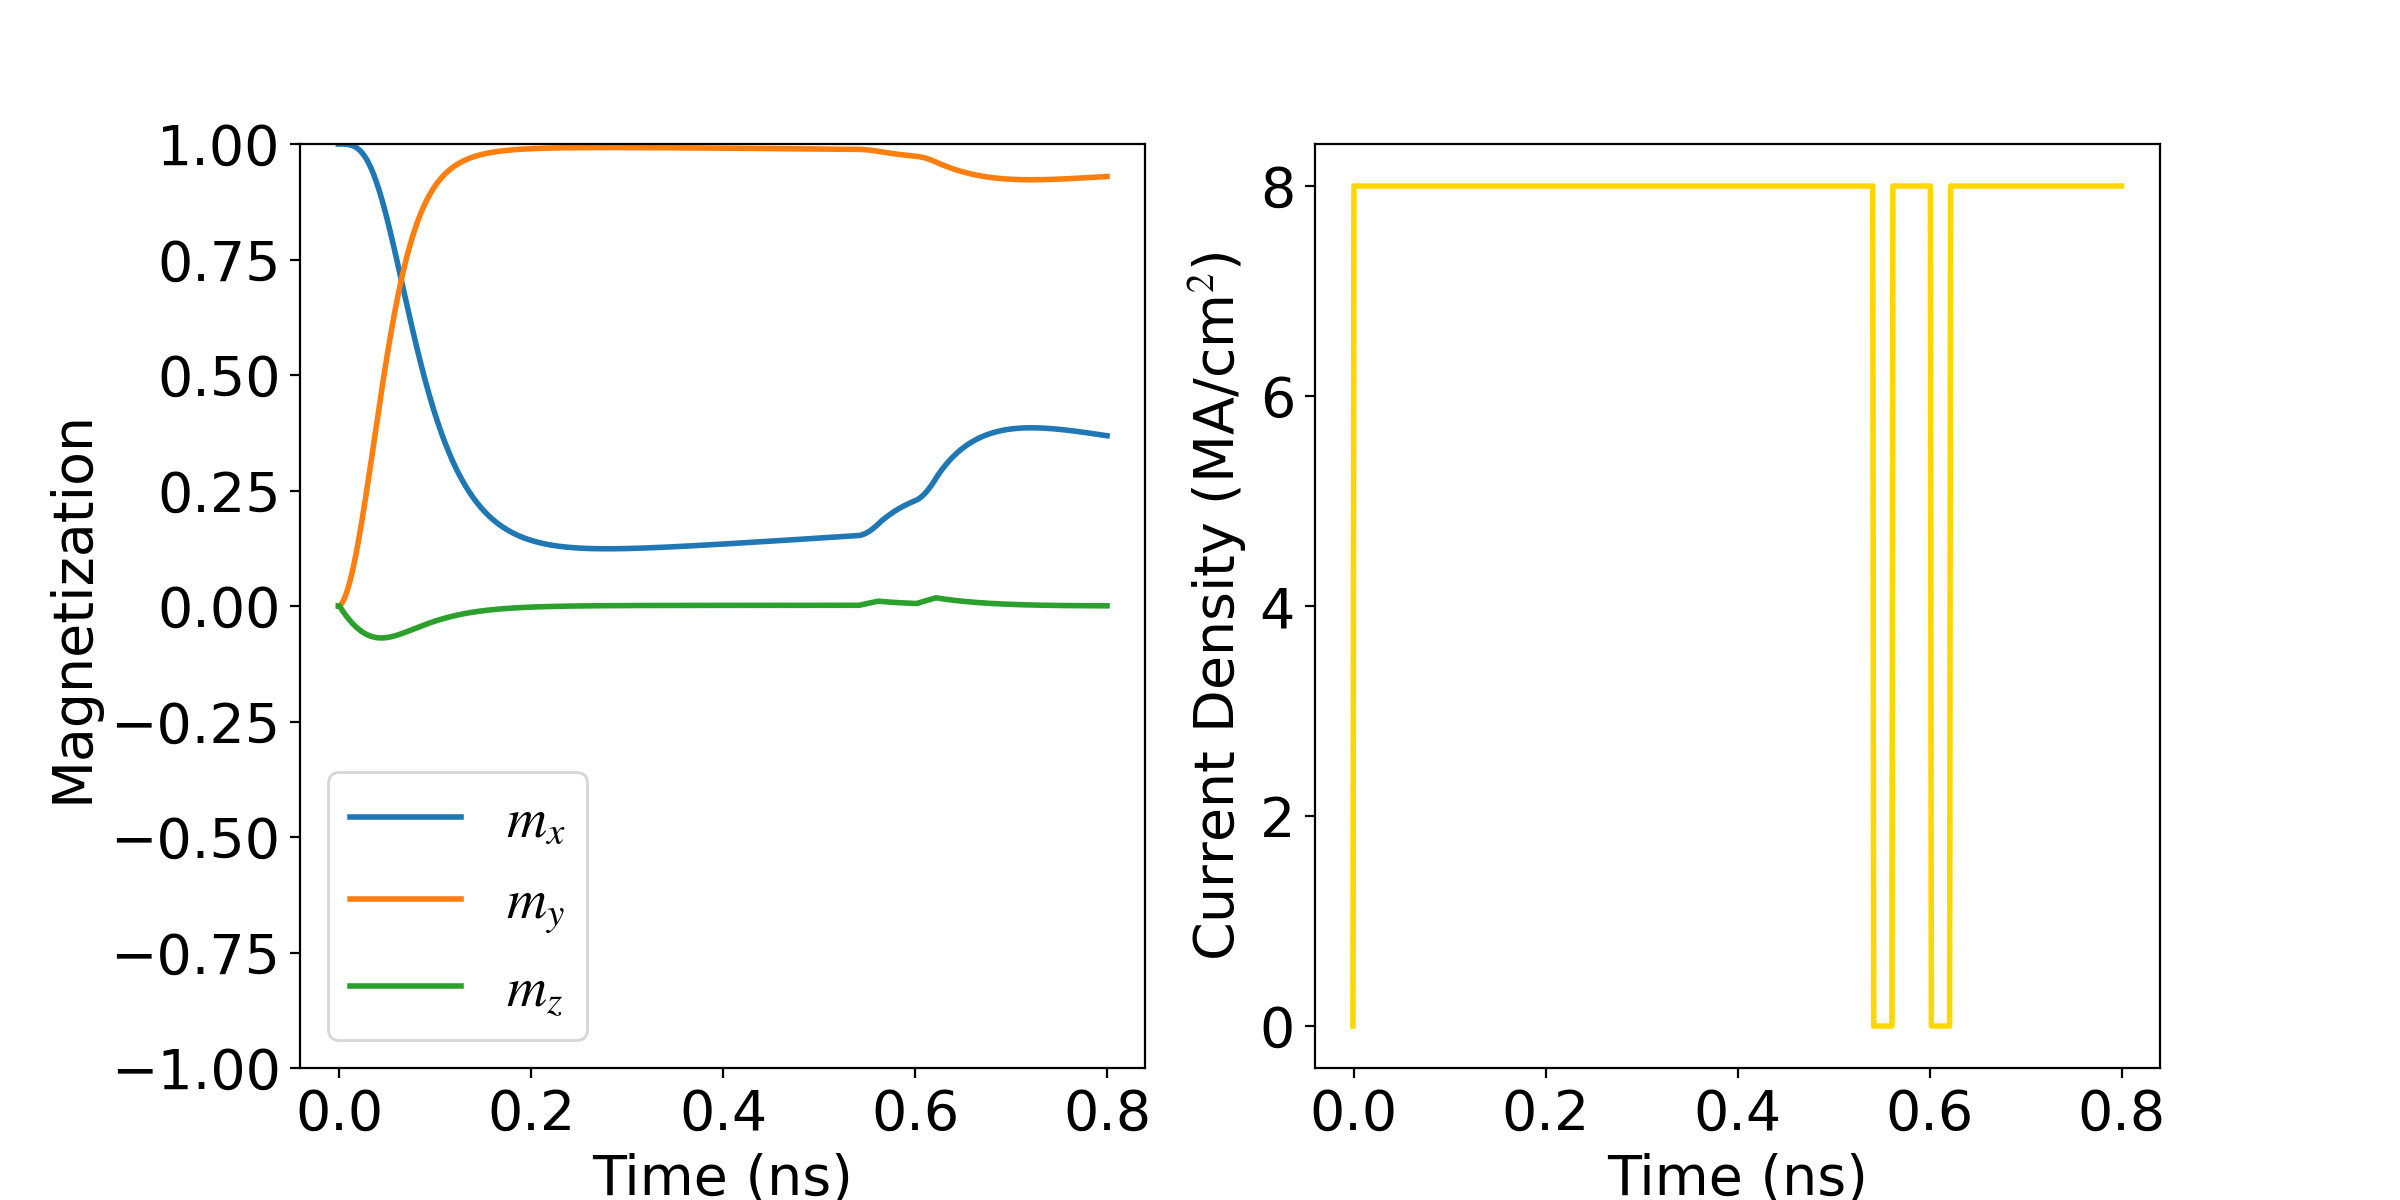 Magnetization
1.00
0.75
0.50
0.25
0.00
−0.25
−0.50
−0.75
−1.00
m_x
m_y
m_z
0.0 0.2 0.4 0.6 0.8
Time (ns)
Current Density (MA/cm²)
8
6
4
2
0
0.0 0.2 0.4 0.6 0.8
Time (ns)